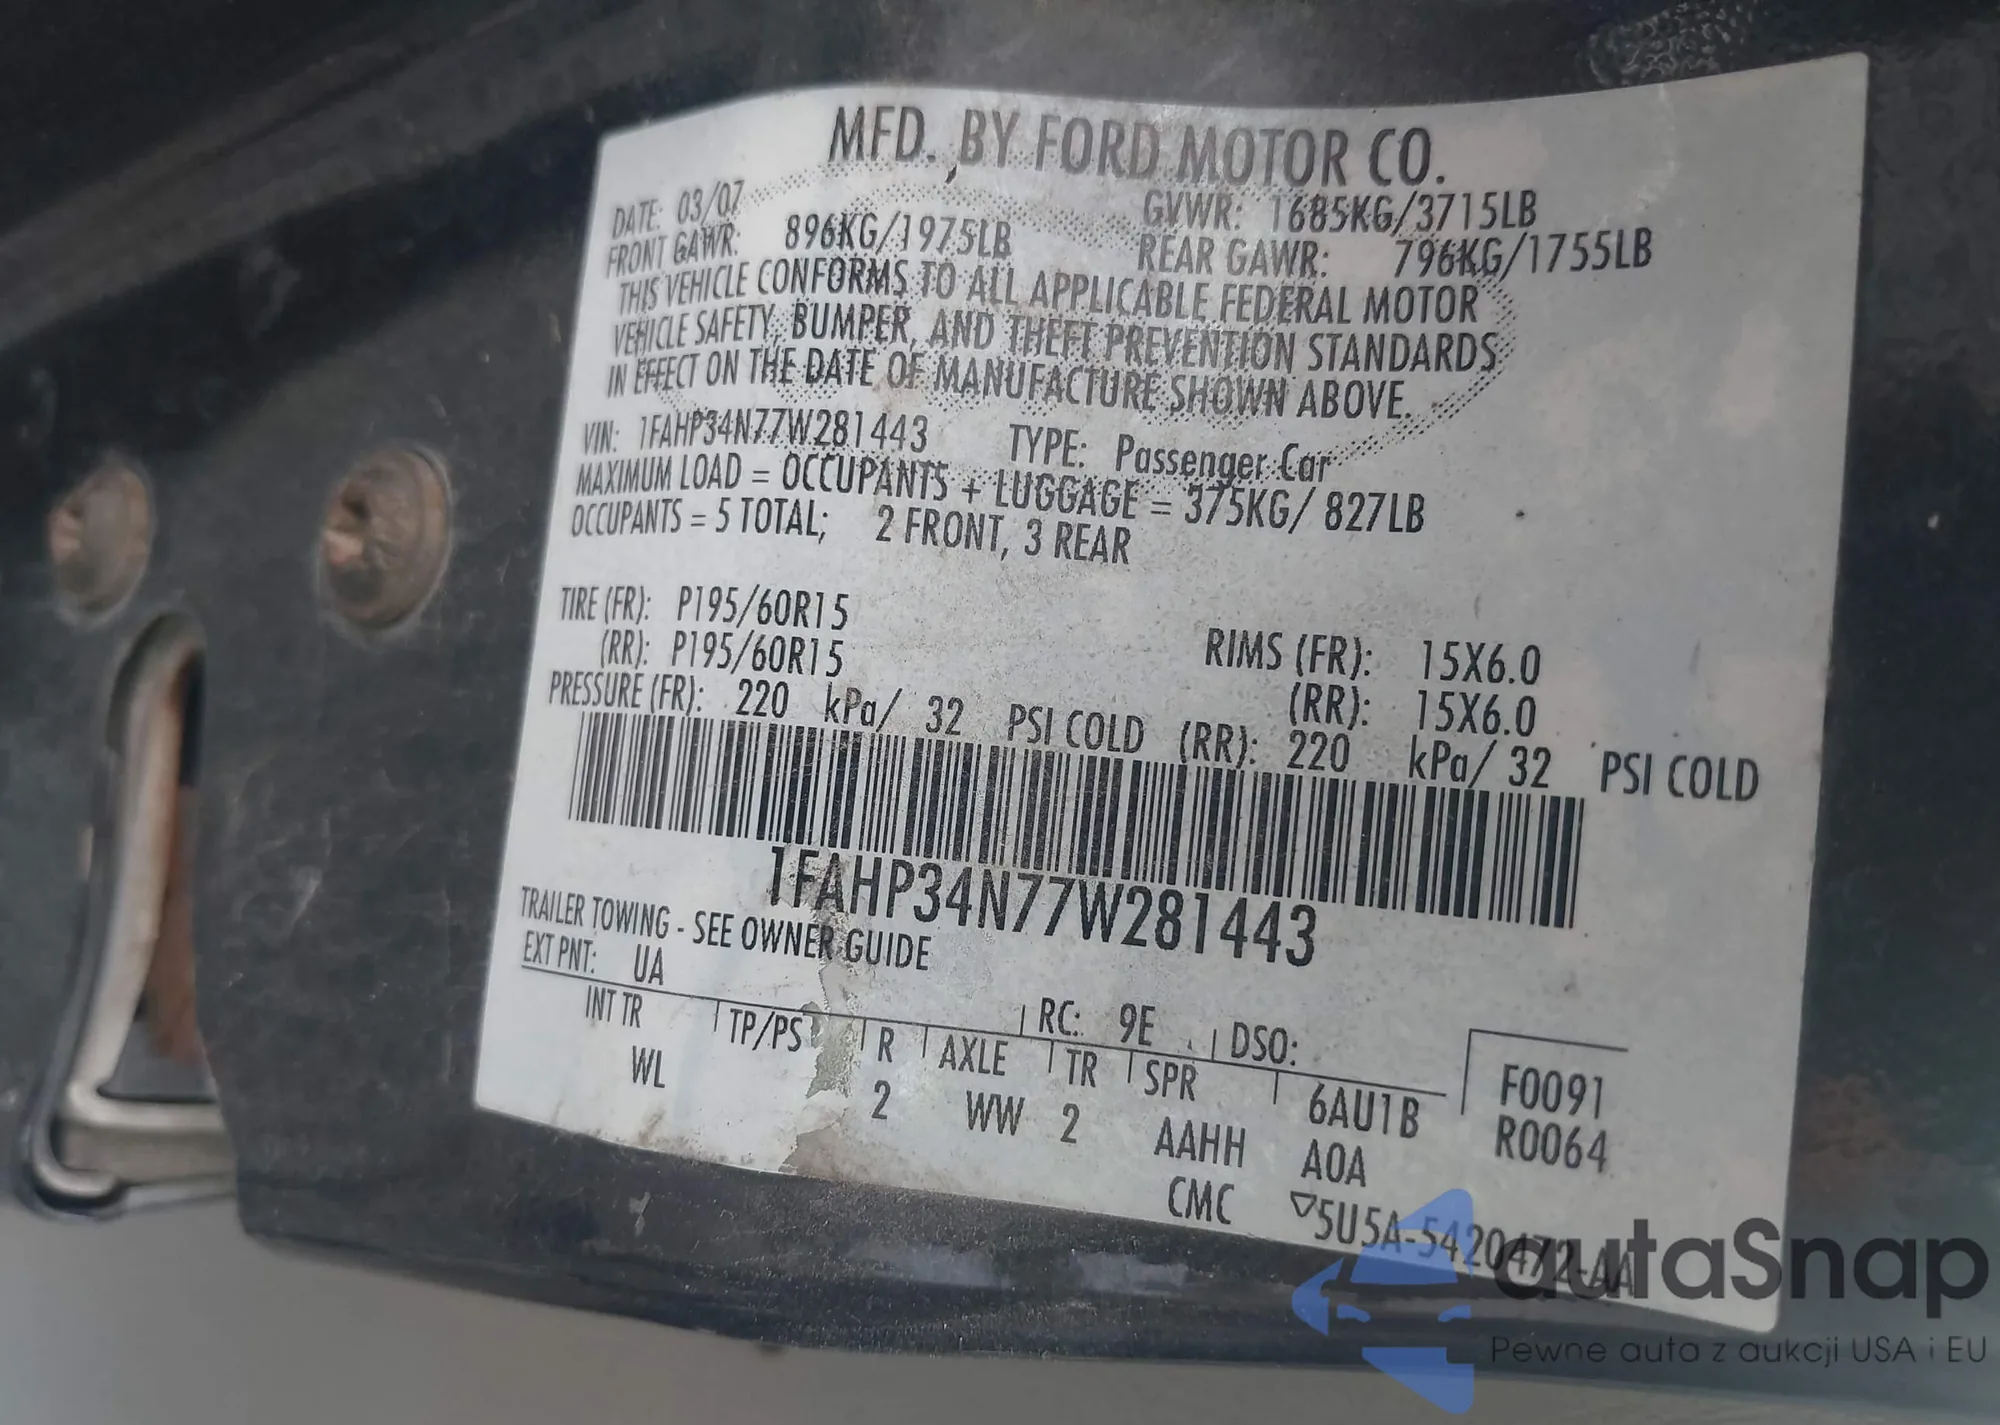 MFD. BY FORD MOTOR CO.
DATE: 03/07 GVWR: 1685KG/3715LB
FRONT GAWR: 896KG/1975LB REAR GAWR: 796KG/1755LB
THIS VEHICLE CONFORMS TO ALL APPLICABLE FEDERAL MOTOR
VEHICLE SAFETY, BUMPER, AND THEFT PREVENTION STANDARDS
IN EFFECT ON THE DATE OF MANUFACTURE SHOWN ABOVE.
VIN: 1FAHP34N77W281443 TYPE: Passenger Car
MAXIMUM LOAD = OCCUPANTS + LUGGAGE = 375KG/ 827LB
OCCUPANTS = 5 TOTAL; 2 FRONT, 3 REAR
TIRE (FR): P195/60R15 RIMS (FR): 15X6.0
(RR): P195/60R15 (RR): 15X6.0
PRESSURE (FR): 220 kPa/ 32 PSI COLD (RR): 220 kPa/ 32 PSI COLD
1FAHP34N77W281443
TRAILER TOWING - SEE OWNER GUIDE
EXT PNT: UA RC: 9E DSO:
INT TR TP/PS R AXLE TR SPR 6AU1B F0091
WL 2 WW 2 AAHH A0A R0064
CMC ▽5U5A-5420472-AA
autaSnap
Pewne auta z aukcji USA i EU